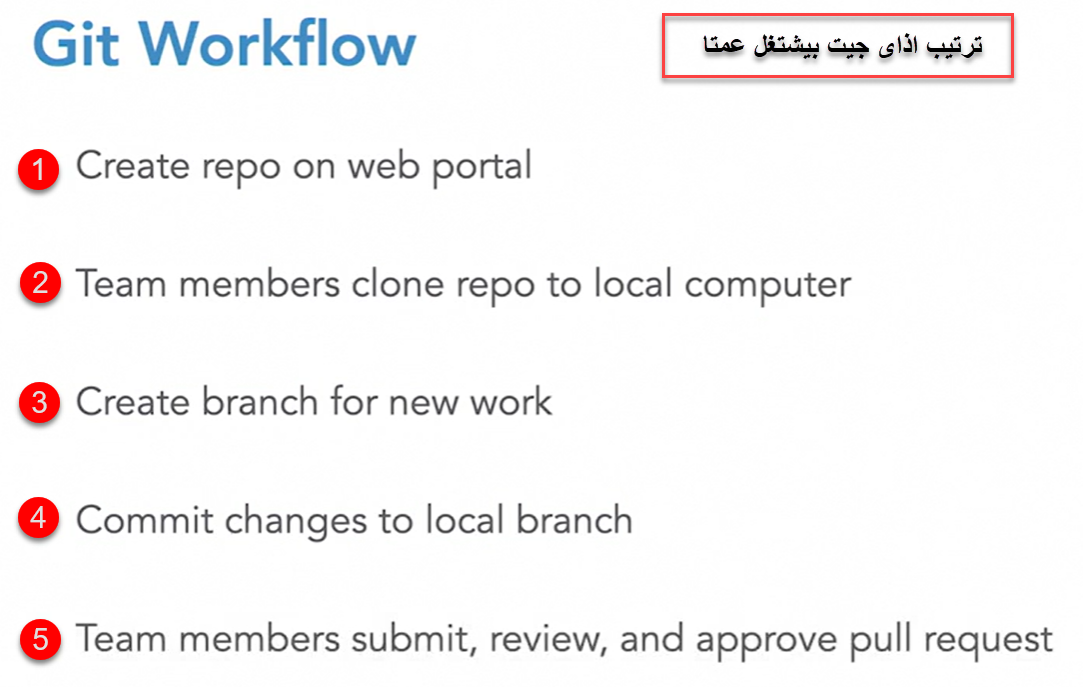 Git Workflow
ترتيب اذاى جيت بيشتغل عمتا
1 Create repo on web portal
2 Team members clone repo to local computer
3 Create branch for new work
4 Commit changes to local branch
5 Team members submit, review, and approve pull request